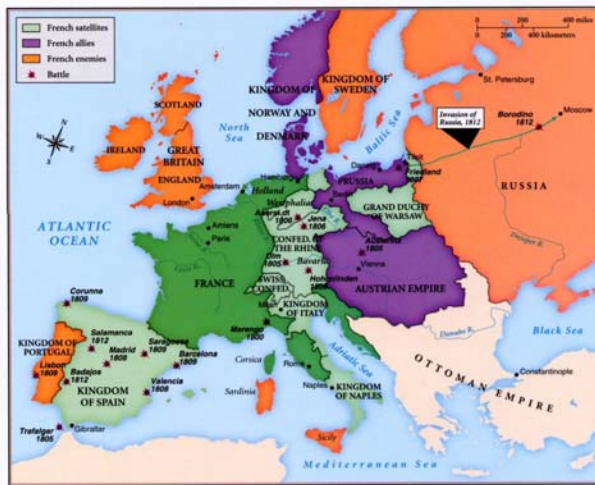 French satellites
French allies
French enemies
Battle
0 200 400 miles
0 200 400 kilometers
KINGDOM OF
SWEDEN
St. Petersburg
KINGDOM OF
NORWAY AND
DENMARK
SCOTLAND
North
Sea
Baltic Sea
Invasion of
Russia, 1812
Borodino
1812
Moscow
IRELAND
GREAT
BRITAIN
ENGLAND
London
Amsterdam
Holland
Westphalia
PRUSSIA
Friedland
RUSSIA
GRAND DUCHY
OF WARSAW
Dnieper R.
ATLANTIC
OCEAN
Amiens
Paris
1806
Jena
1806
CONFED. OF
THE RHINE
1805
Bavaria
Vienna
1805
FRANCE
SWISS
CONFED.
AUSTRIAN EMPIRE
KINGDOM
OF ITALY
Marengo
1800
Corunna
1809
Danube R.
Black Sea
Adriatic Sea
KINGDOM OF
PORTUGAL
Salamanca
1812
Madrid
1808
Saragossa
1809
Barcelona
1809
Lisbon
1808
Badajos
1812
Valencia
1808
KINGDOM
OF SPAIN
Corsica
Rome
Sardinia
Naples
KINGDOM
OF NAPLES
OTTOMAN EMPIRE
Constantinople
Trafalgar
1805
Gibraltar
Sicily
Mediterranean Sea